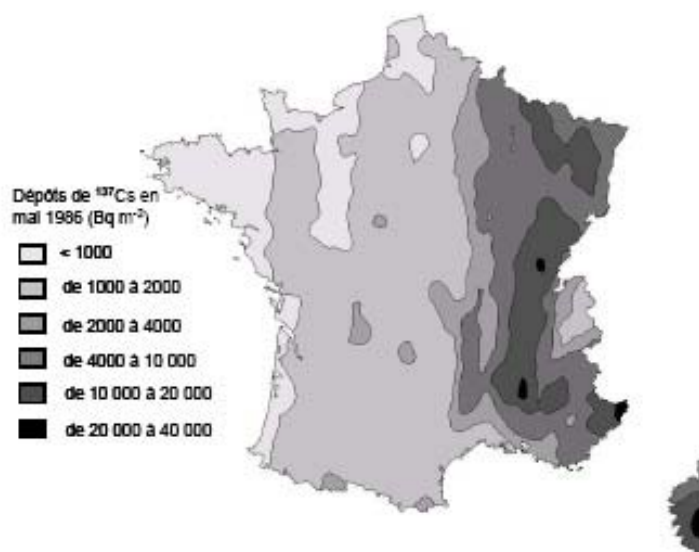 Dépôts de ¹³⁷Cs en
mai 1986 (Bq m⁻²)
< 1000
de 1000 à 2000
de 2000 à 4000
de 4000 à 10 000
de 10 000 à 20 000
de 20 000 à 40 000